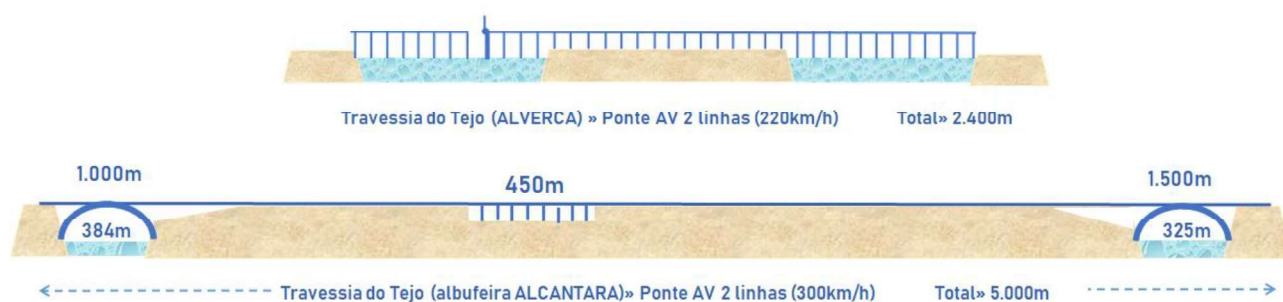 Travessia do Tejo (ALVERCA) » Ponte AV 2 linhas (220km/h) Total» 2.400m
1.000m
450m
1.500m
384m
325m
Travessia do Tejo (albufeira ALCANTARA)» Ponte AV 2 linhas (300km/h) Total» 5.000m